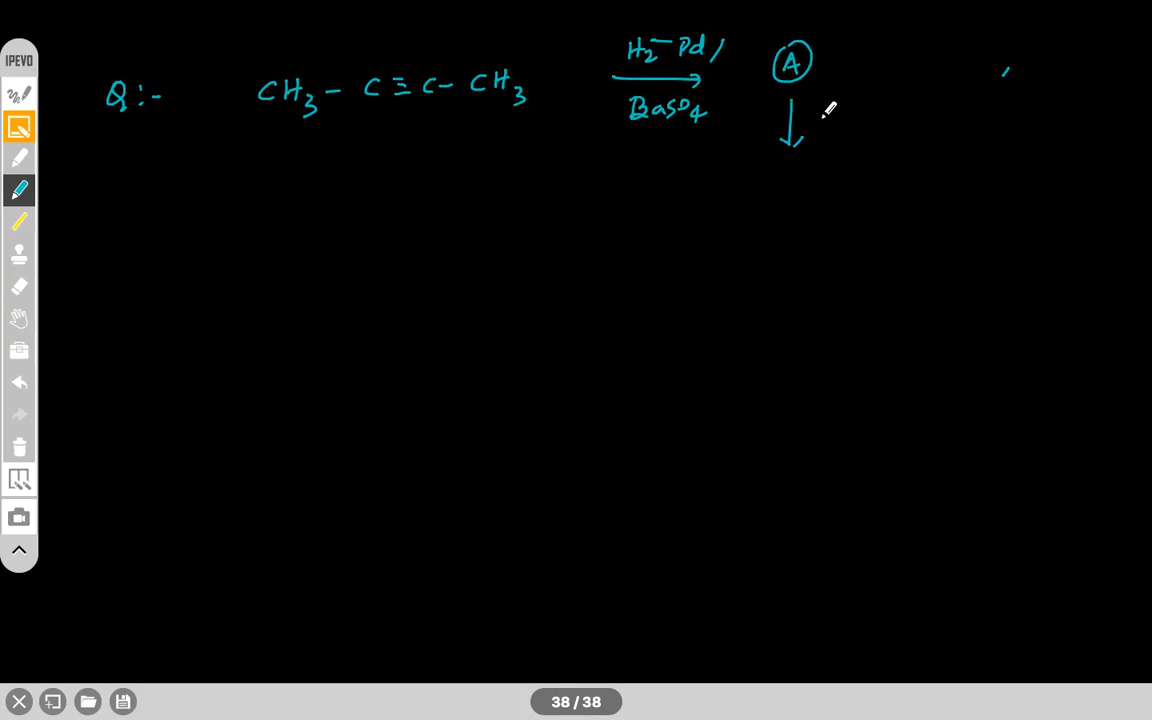 IPEVO
Q:- CH3 - C ≡ C - CH3
H2 - Pd /
BaSO4
A
38 / 38